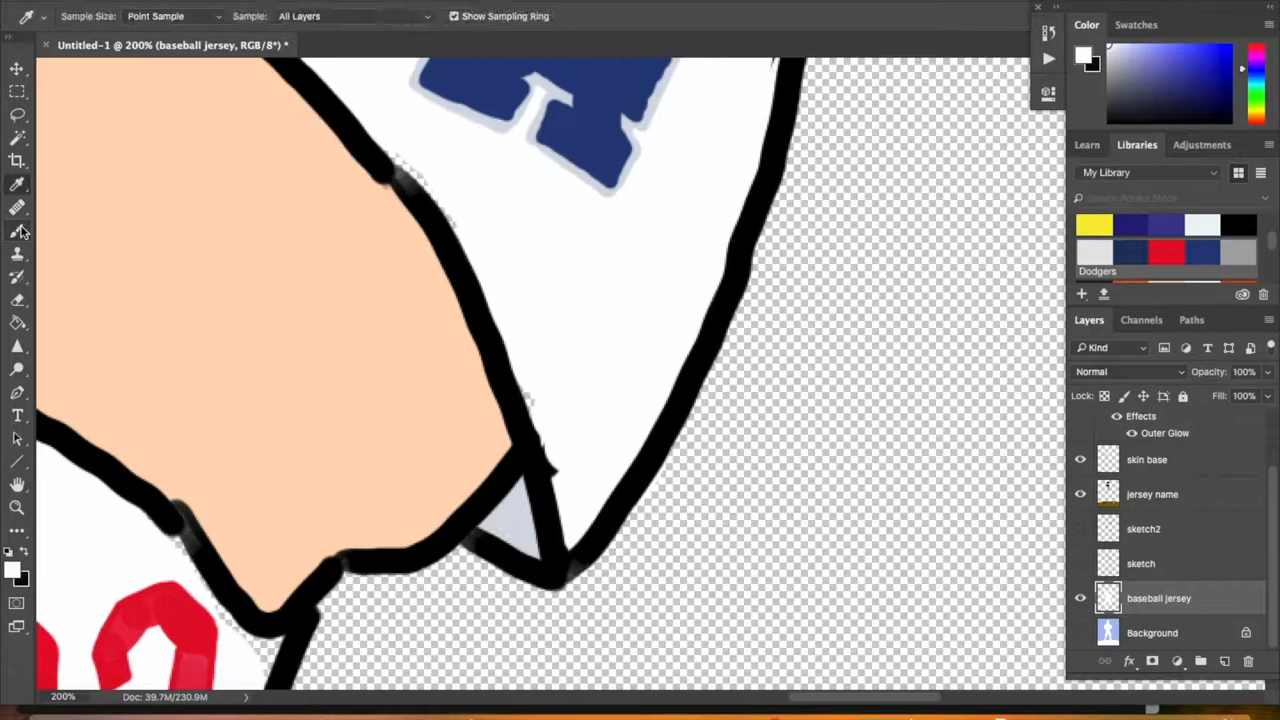 Sample Size: Point Sample Sample: All Layers Show Sampling Ring
Untitled-1 @ 200% (baseball jersey, RGB/8*) *
Color Swatches
Learn Libraries Adjustments
My Library
Dodgers
Layers Channels Paths
Kind
Normal Opacity: 100%
Lock: Fill: 100%
Effects
Outer Glow
skin base
jersey name
sketch2
sketch
baseball jersey
Background
T
fx
200% Doc: 39.7M/230.9M